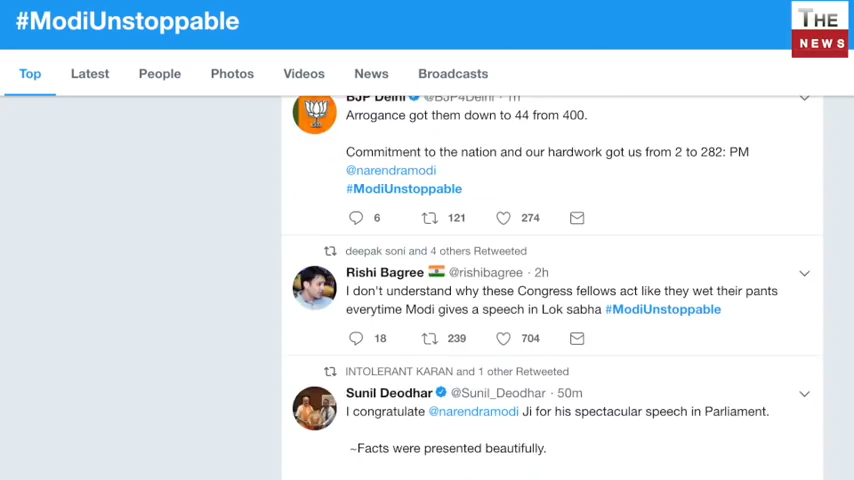 #ModiUnstoppable
THE
NEWS
Top Latest People Photos Videos News Broadcasts
BJP Delhi @BJP4Delhi · 1h
Arrogance got them down to 44 from 400.
Commitment to the nation and our hardwork got us from 2 to 282: PM
@narendramodi
#ModiUnstoppable
6 121 274
deepak soni and 4 others Retweeted
Rishi Bagree @rishibagree · 2h
I don't understand why these Congress fellows act like they wet their pants
everytime Modi gives a speech in Lok sabha #ModiUnstoppable
18 239 704
INTOLERANT KARAN and 1 other Retweeted
Sunil Deodhar @Sunil_Deodhar · 50m
I congratulate @narendramodi Ji for his spectacular speech in Parliament.
~Facts were presented beautifully.